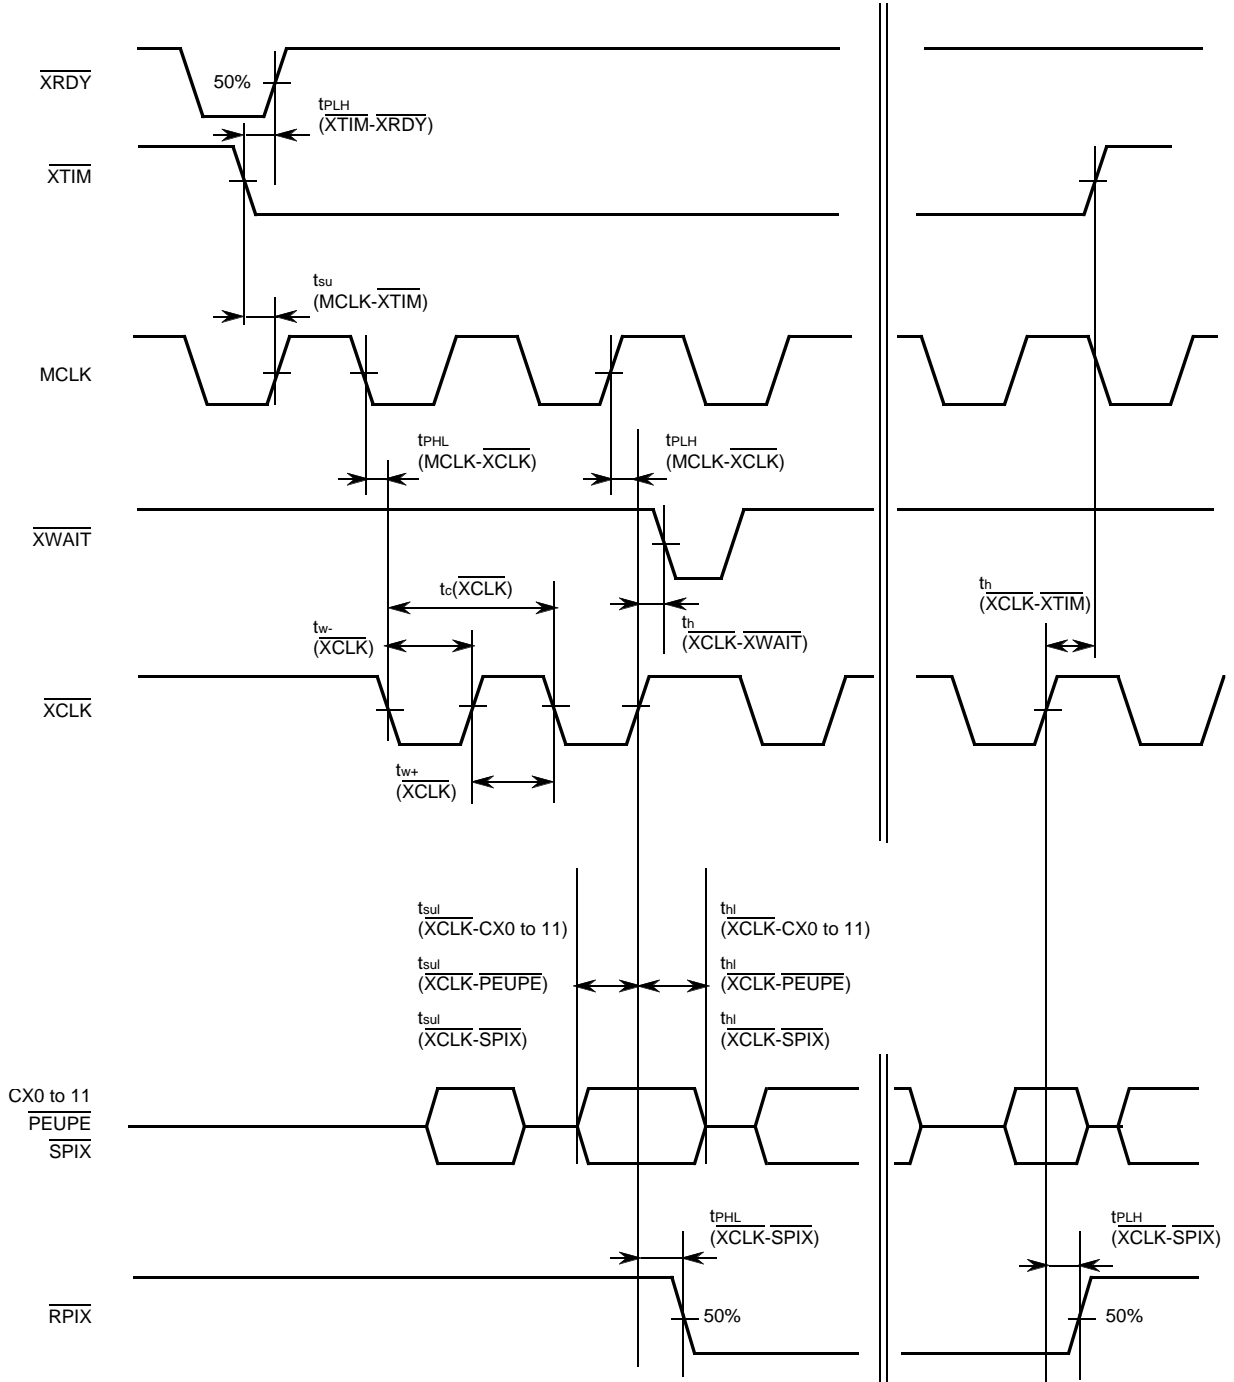 XRDY
50%
tPLH
(XTIM-XRDY)
XTIM
tsu
(MCLK-XTIM)
MCLK
tPHL
(MCLK-XCLK)
tPLH
(MCLK-XCLK)
XWAIT
tc(XCLK)
th
(XCLK-XTIM)
tw-
(XCLK)
th
(XCLK-XWAIT)
XCLK
tw+
(XCLK)
tsul
(XCLK-CX0 to 11)
thl
(XCLK-CX0 to 11)
tsul
(XCLK-PEUPE)
thl
(XCLK-PEUPE)
tsul
(XCLK-SPIX)
thl
(XCLK-SPIX)
CX0 to 11
PEUPE
SPIX
tPHL
(XCLK-SPIX)
tPLH
(XCLK-SPIX)
RPIX
50%
50%